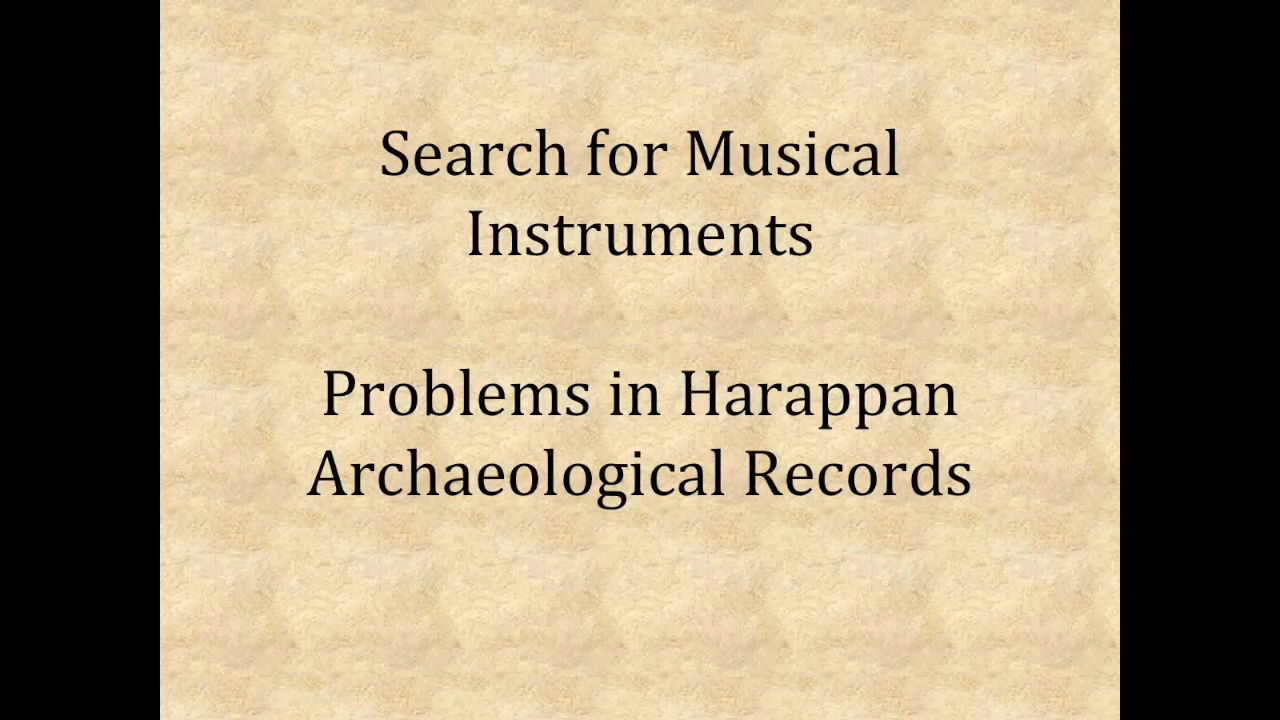 Search for Musical
Instruments
Problems in Harappan
Archaeological Records